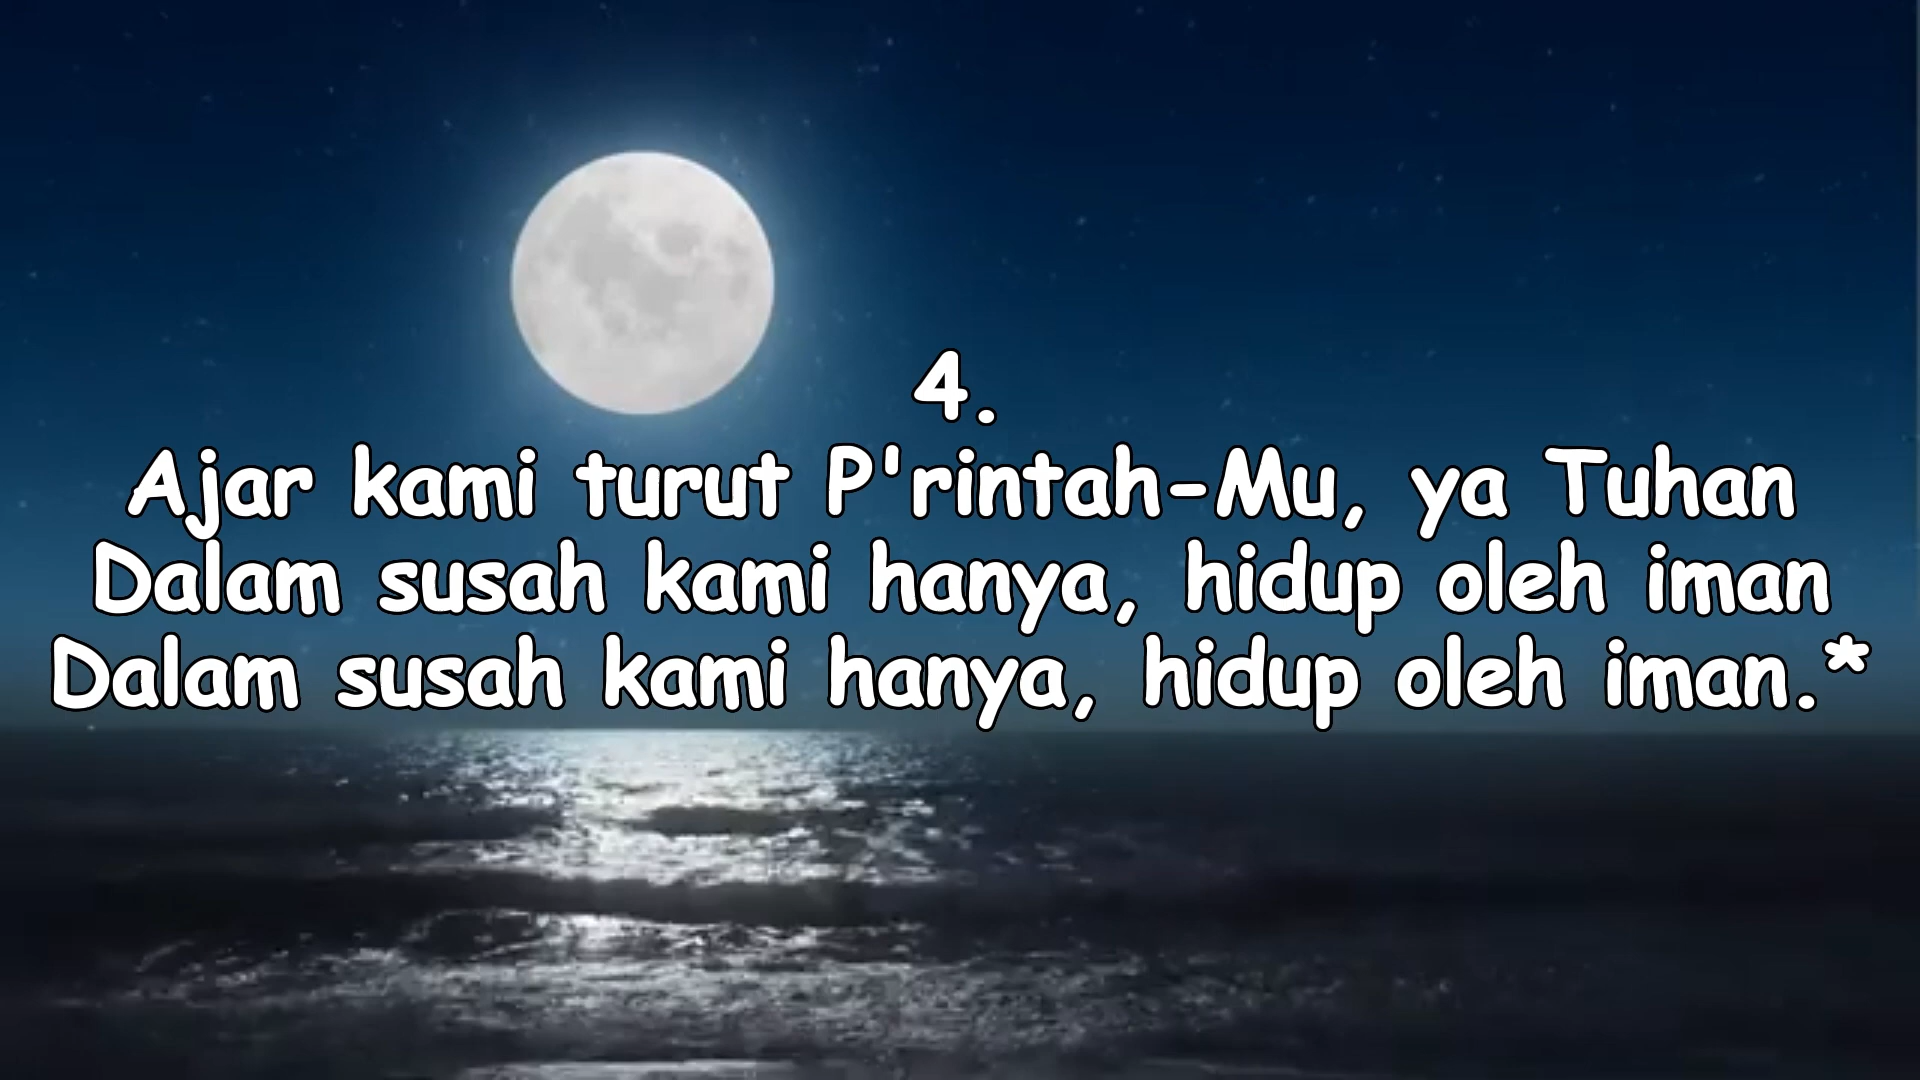 4.
Ajar kami turut P'rintah-Mu, ya Tuhan
Dalam susah kami hanya, hidup oleh iman
Dalam susah kami hanya, hidup oleh iman.*